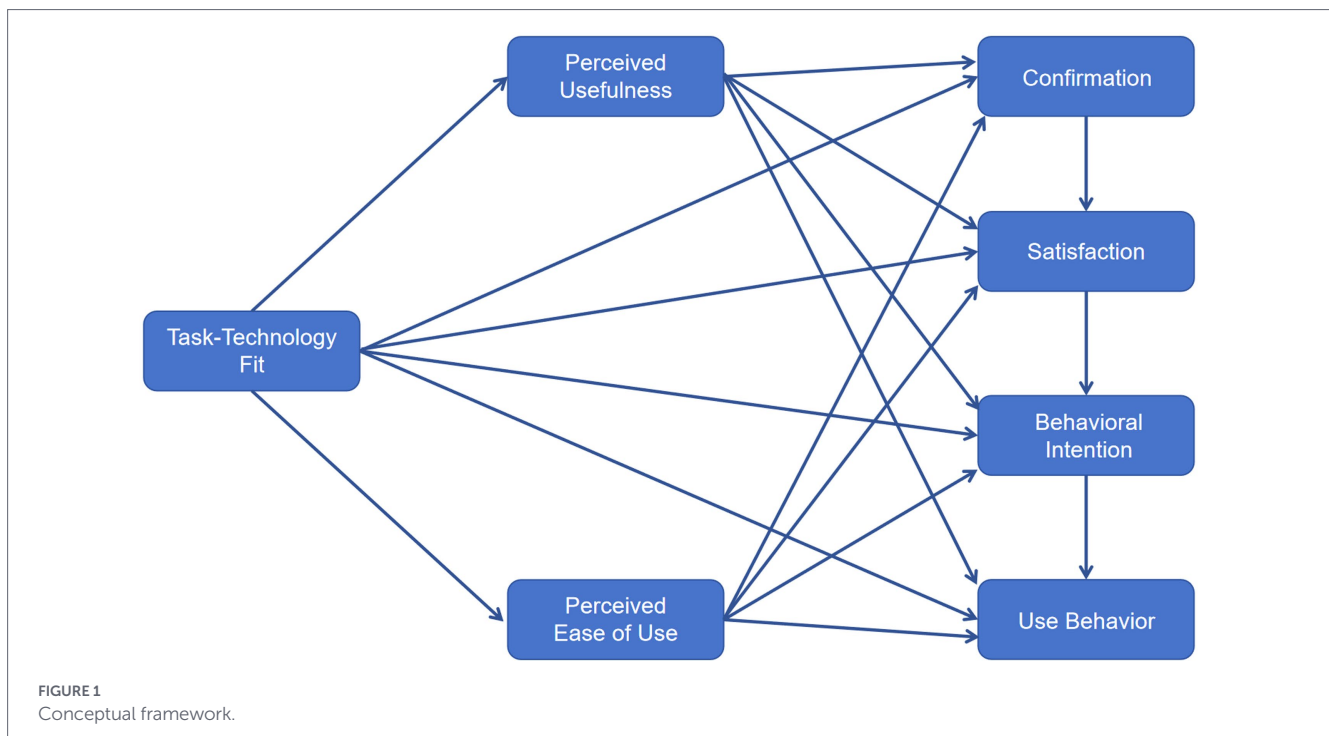 Perceived
Usefulness
Confirmation
Satisfaction
Task-Technology
Fit
Behavioral
Intention
Perceived
Ease of Use
Use Behavior
FIGURE 1
Conceptual framework.